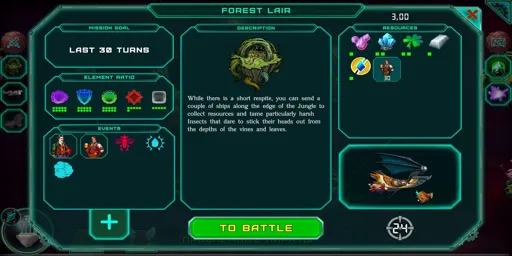 FOREST LAIR
3,00
MISSION GOAL
LAST 30 TURNS
ELEMENT RATIO
EVENTS
DESCRIPTION
While there is a short respite, you can send a
couple of ships along the edge of the Jungle to
collect resources and tame particularly harsh
Insects that dare to stick their heads out from
the depths of the vines and leaves.
RESOURCES
30
TO BATTLE
24